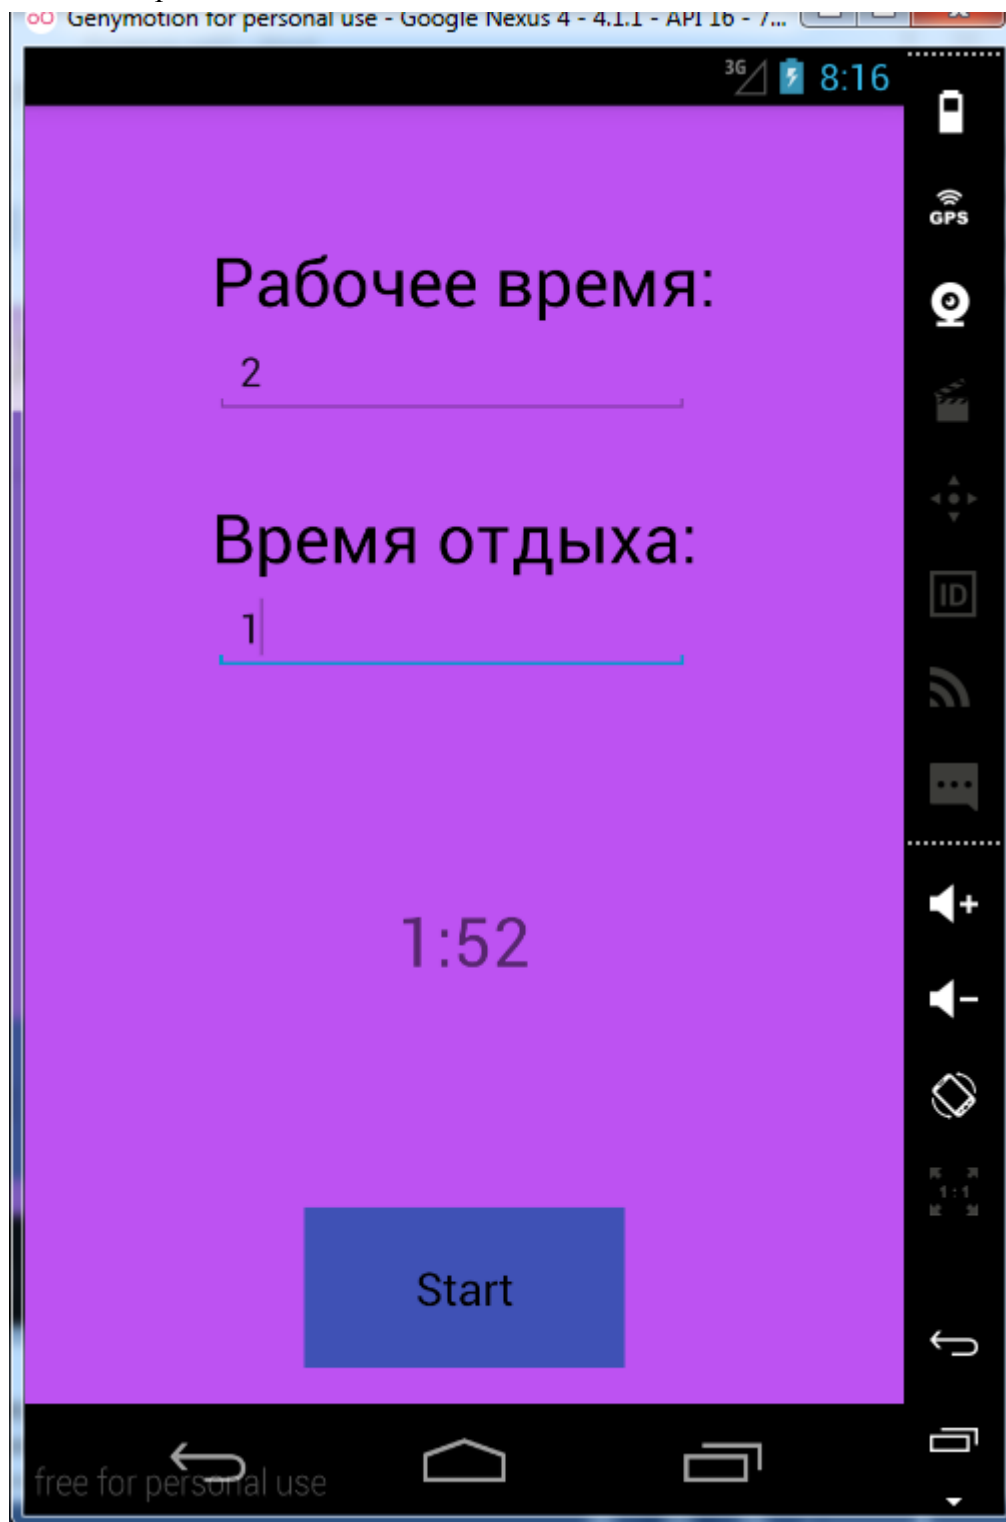 Genymotion for personal use - Google Nexus 4 - 4.1.1 - API 16 - 7...
3G 8:16
GPS
Рабочее время:
2
Время отдыха:
1
ID
1:52
1:1
Start
free for personal use